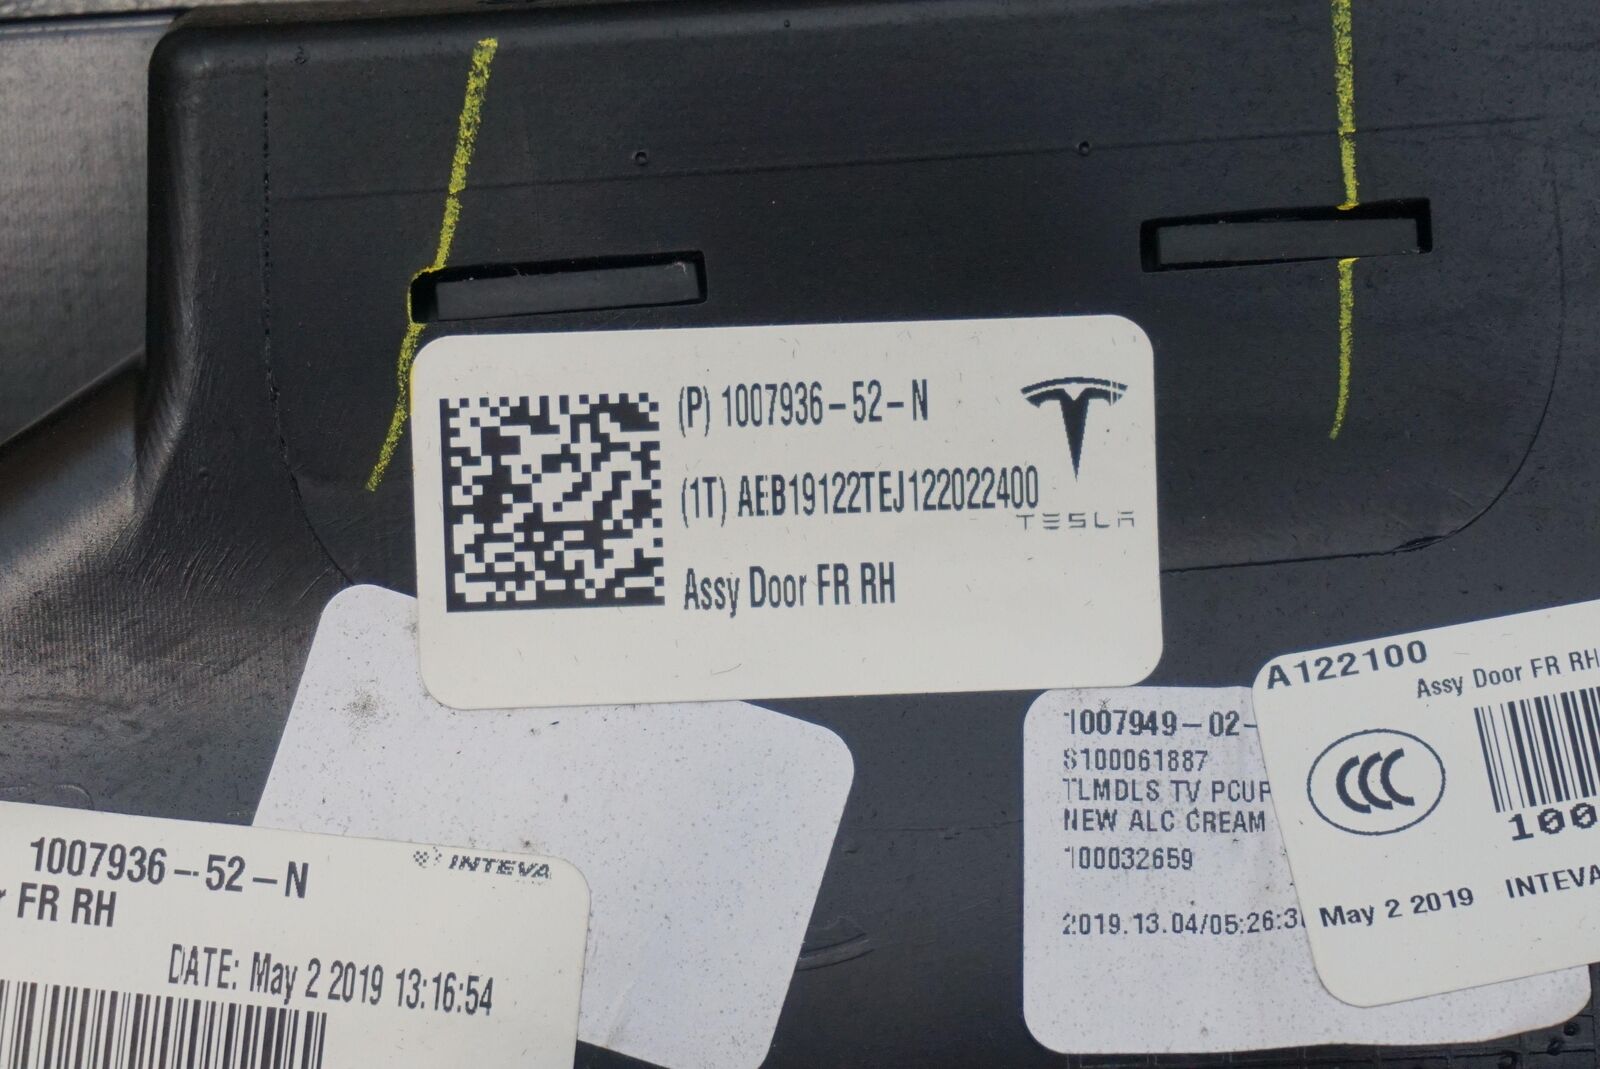 (P) 1007936-52-N
(1T) AEB19122TEJ122022400
TESLA
Assy Door FR RH
1007936-52-N
INTEVA
FR RH
DATE: May 2 2019 13:16:54
1007949-02-
S100061887
TLMDLS TV PCUP
NEW ALC CREAM
100032659
2019.13.04/05:26:3
A122100
Assy Door FR RH
CCC
100
May 2 2019 INTEVA